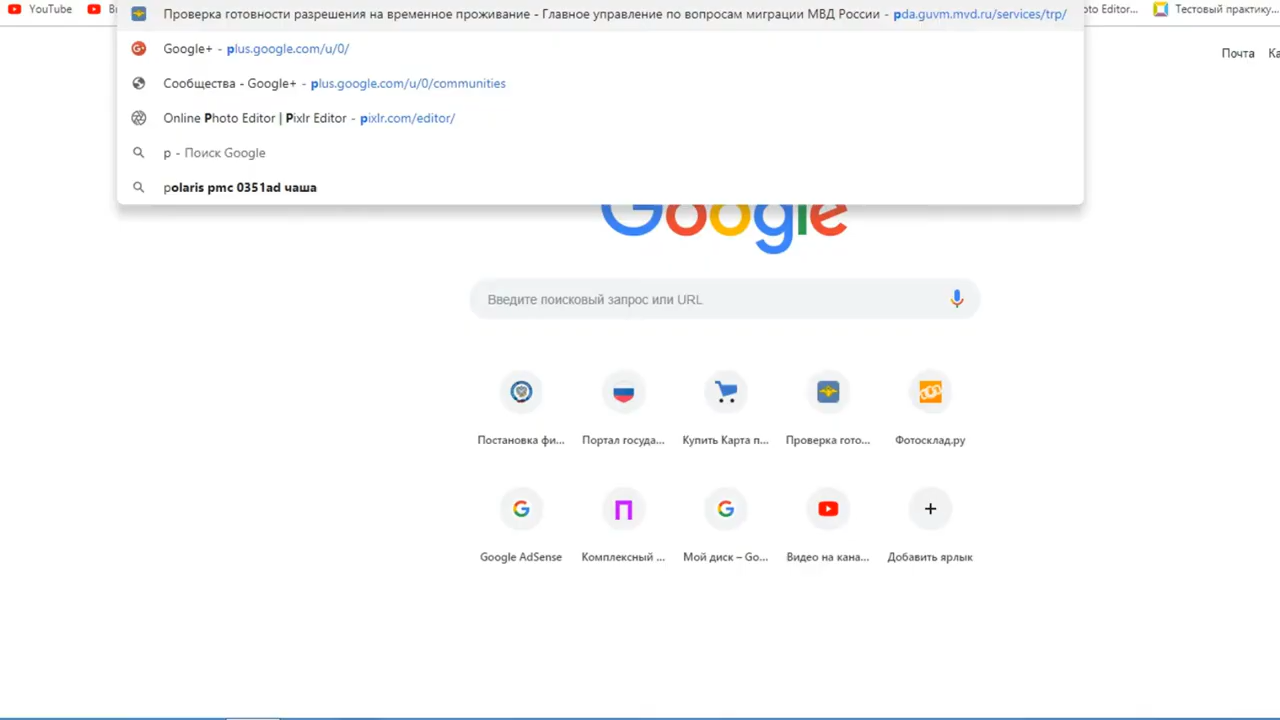 YouTube
Проверка готовности разрешения на временное проживание - Главное управление по вопросам миграции МВД России - pda.guvm.mvd.ru/services/trp/
oto Editor...
Тестовый практику...
Google+ - plus.google.com/u/0/
Почта
Сообщества - Google+ - plus.google.com/u/0/communities
Online Photo Editor | Pixlr Editor - pixlr.com/editor/
p - Поиск Google
polaris pmc 0351ad чаша
Google
Введите поисковый запрос или URL
Постановка фи... Портал госуда... Купить Карта п... Проверка гото... Фотосклад.ру
Google AdSense Комплексный ... Мой диск – Go... Видео на кана... Добавить ярлык